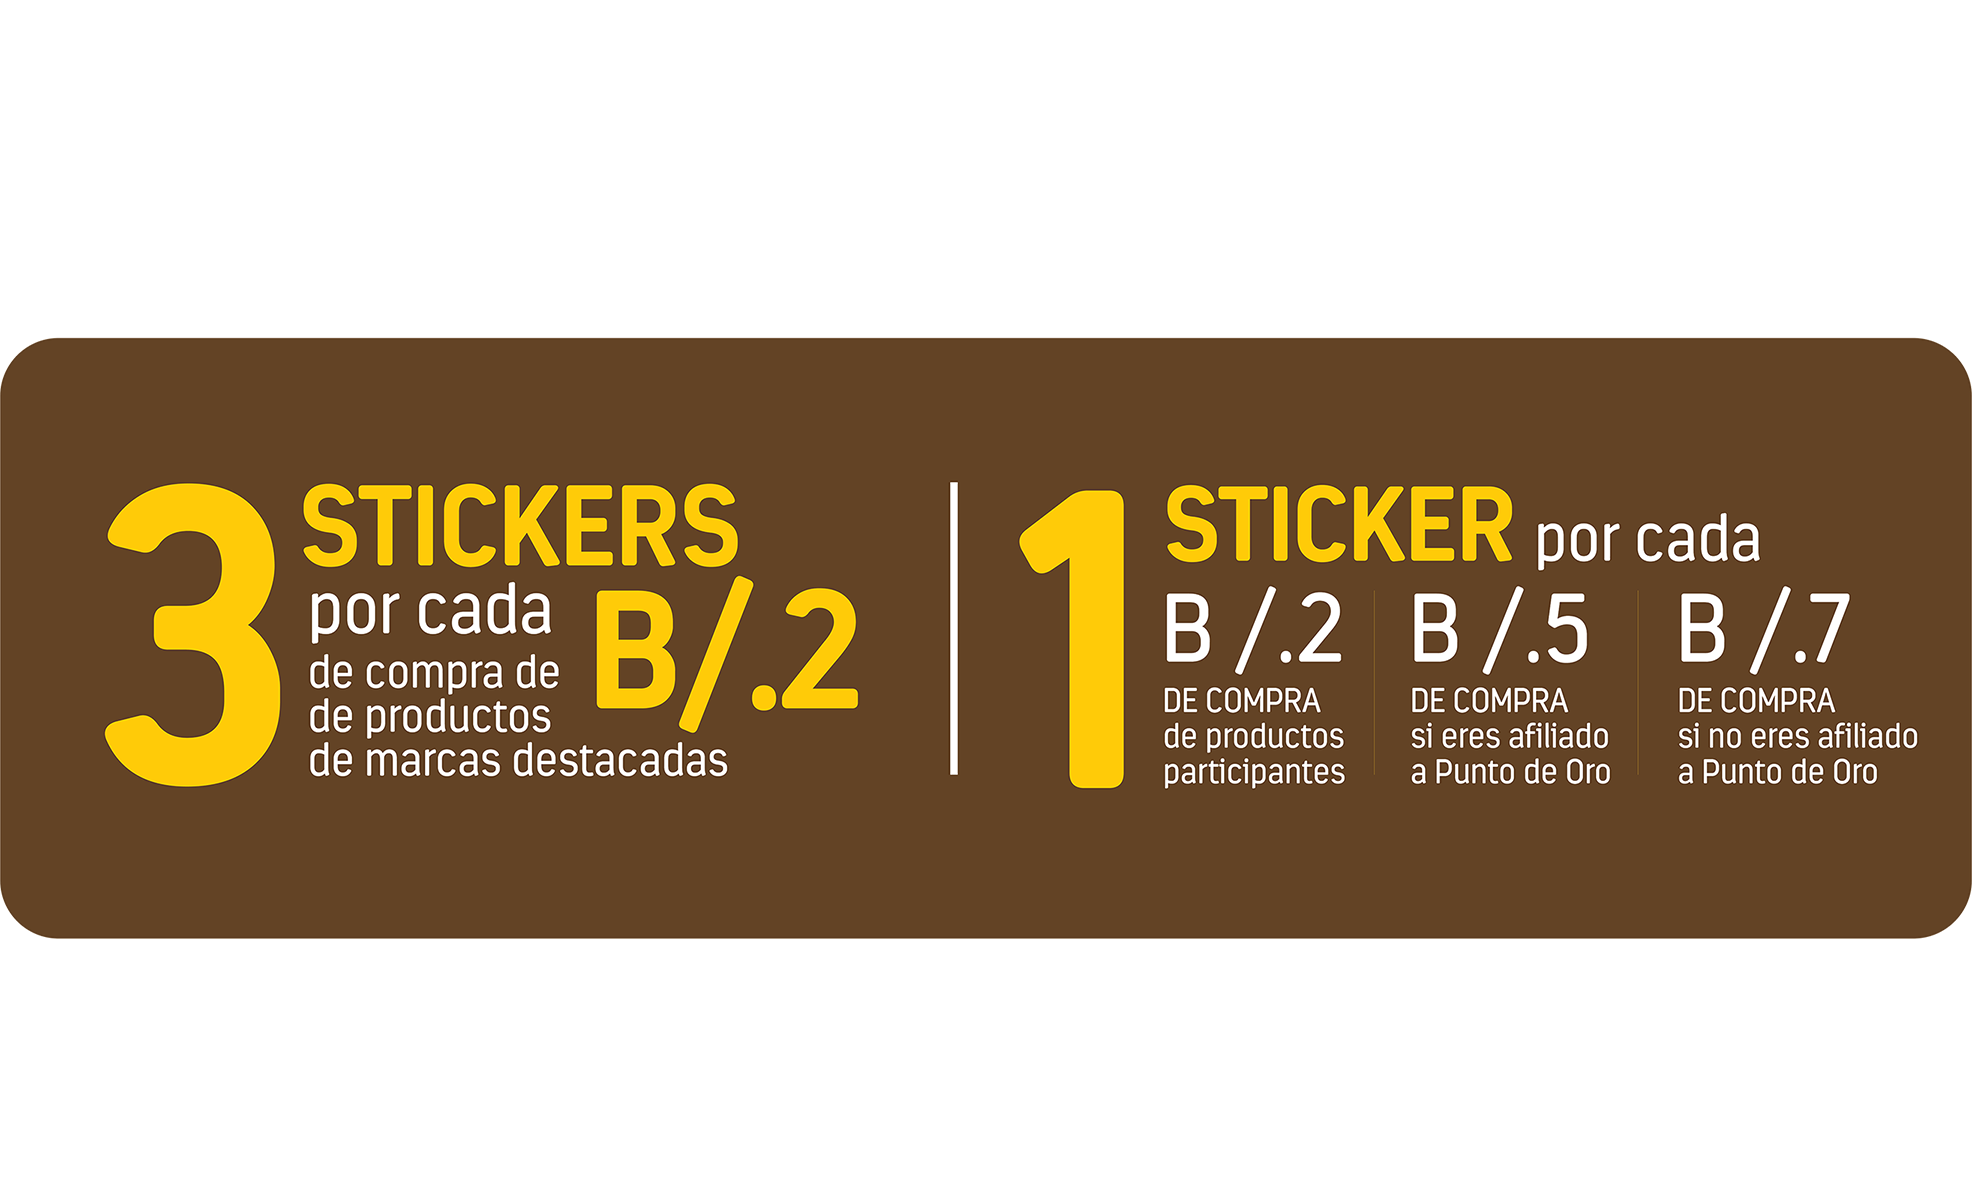 3 STICKERS
por cada B/.2
de compra de
de productos
de marcas destacadas
1 STICKER por cada
B /.2
DE COMPRA
de productos
participantes
B /.5
DE COMPRA
si eres afiliado
a Punto de Oro
B /.7
DE COMPRA
si no eres afiliado
a Punto de Oro